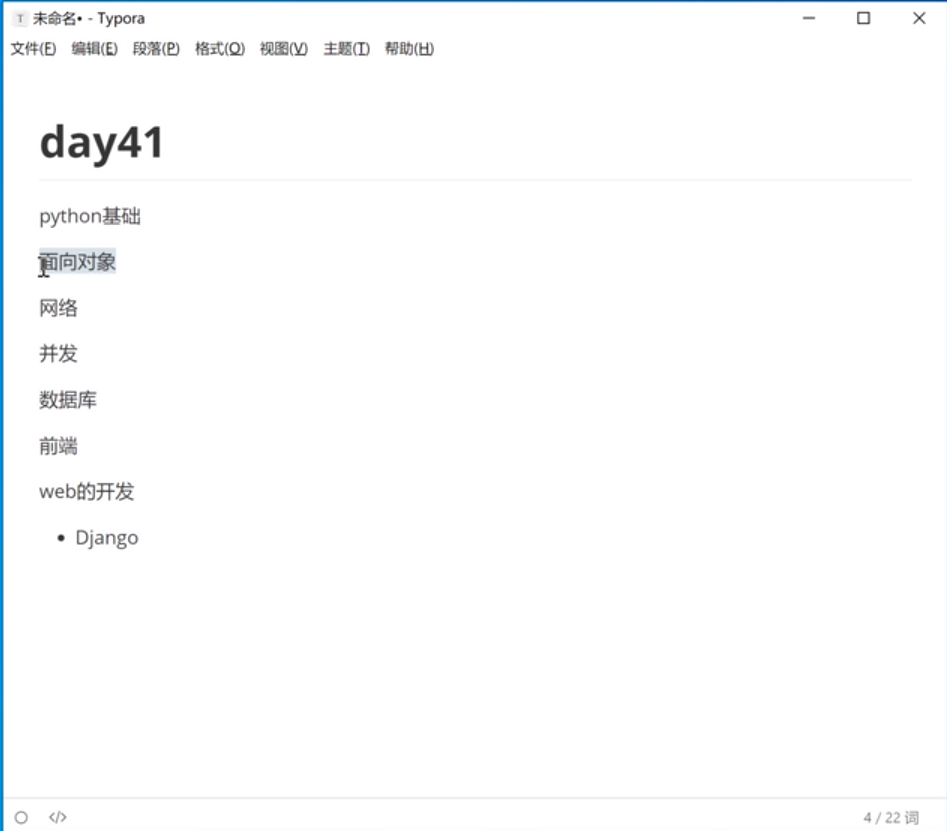 T 未命名• - Typora
文件(F) 编辑(E) 段落(P) 格式(O) 视图(V) 主题(T) 帮助(H)
day41
python基础
面向对象
网络
并发
数据库
前端
web的开发
• Django
</> 4 / 22 词